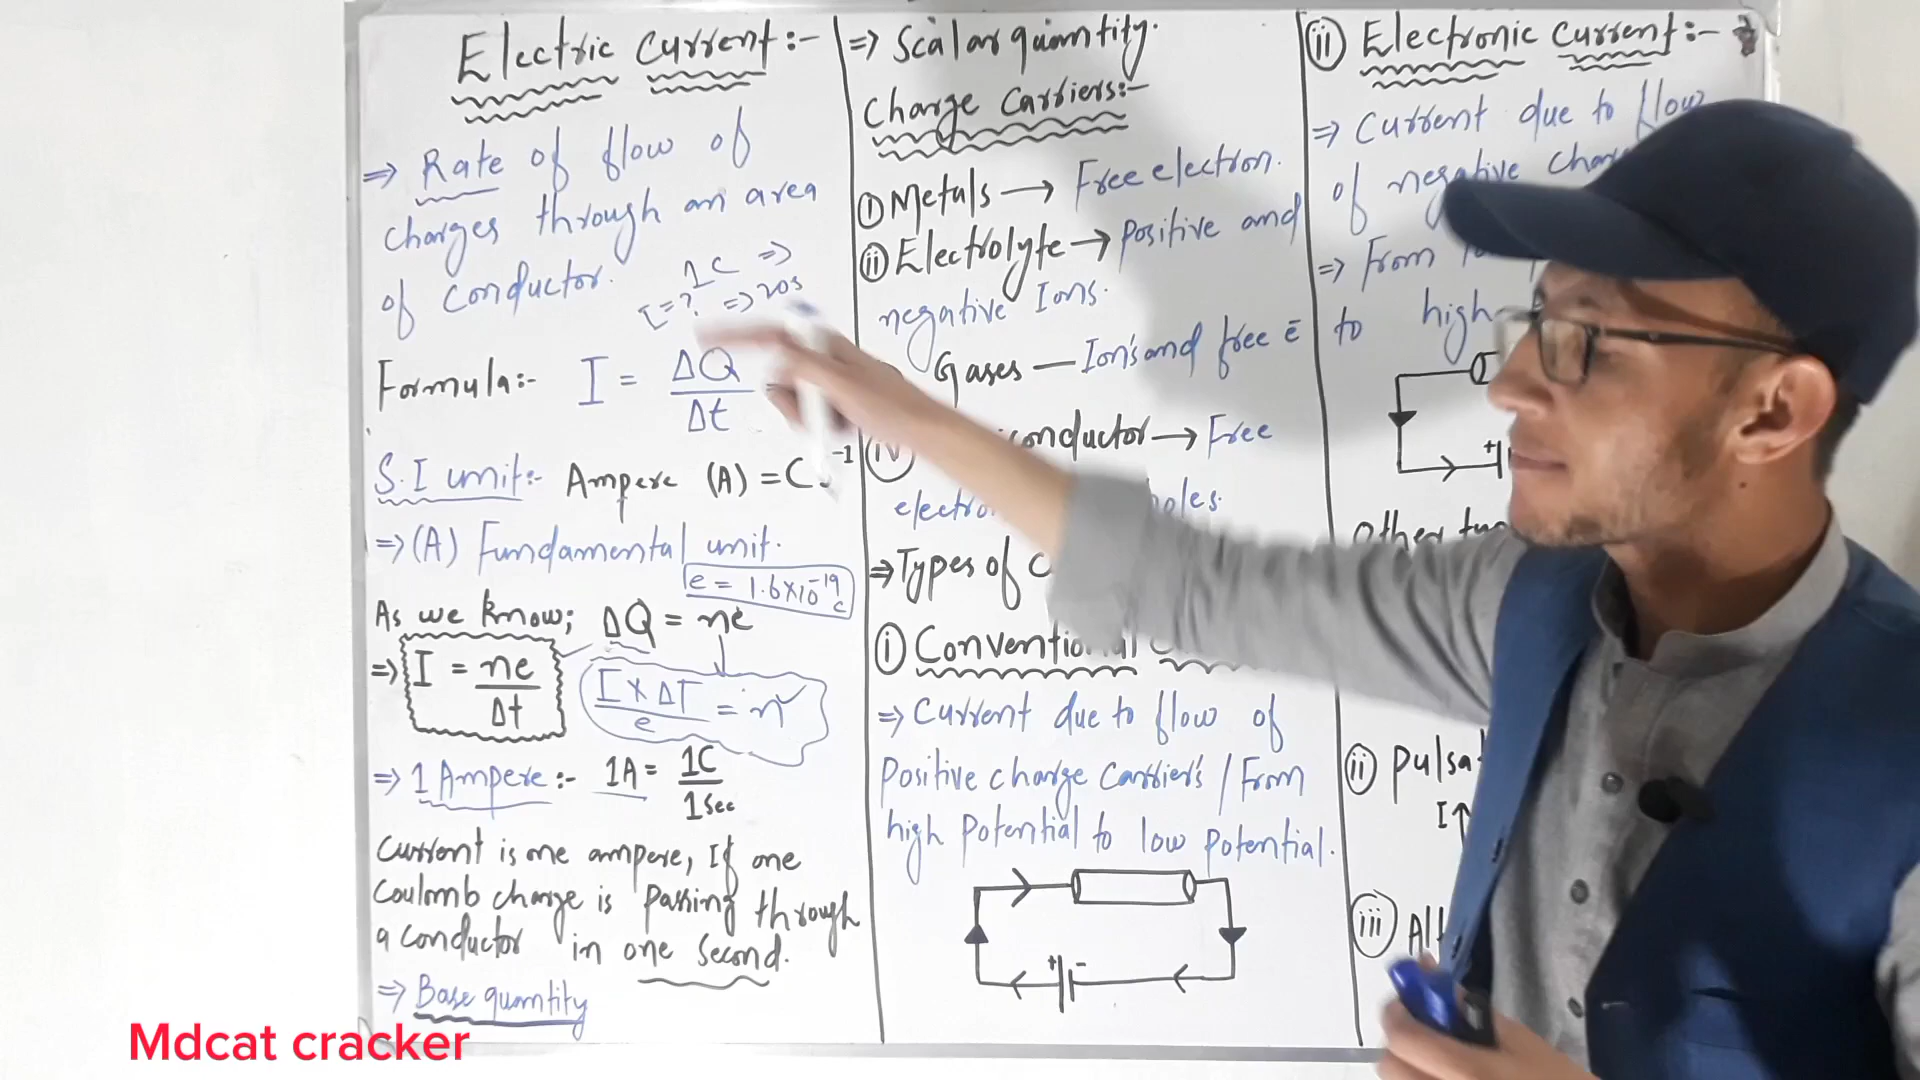 Electric Current:-
⇒ Rate of flow of
charges through an area
of conductor.
1C ⇒
I=? ⇒ 20s
Formula:- I = ΔQ/Δt =
S.I unit:- Ampere (A) = C -1
⇒ (A) Fundamental unit.
e = 1.6×10^-19 C
As we know; ΔQ = ne
⇒ I = ne/Δt
I × ΔT/e = n
⇒ 1 Ampere:- 1A = 1C/1Sec
Current is one ampere, If one
Coulomb charge is passing through
a conductor in one second.
⇒ Base quantity
⇒ Scalar quantity.
Charge Carriers:-
(i) Metals → Free electron.
(ii) Electrolyte → Positive and
negative Ions.
Gases — Ion's and free ē
(iv) conductor → Free
holes.
⇒ Types of C
(i) Conventional
⇒ Current due to flow of
Positive charge Carrier's / From
high Potential to low Potential.
+ -
(ii) Electronic Current:-
⇒ Current due to flow
of negative
⇒ From
to high
+
Other
(ii) Pulsa
I↑
(iii) Alt
Mdcat cracker